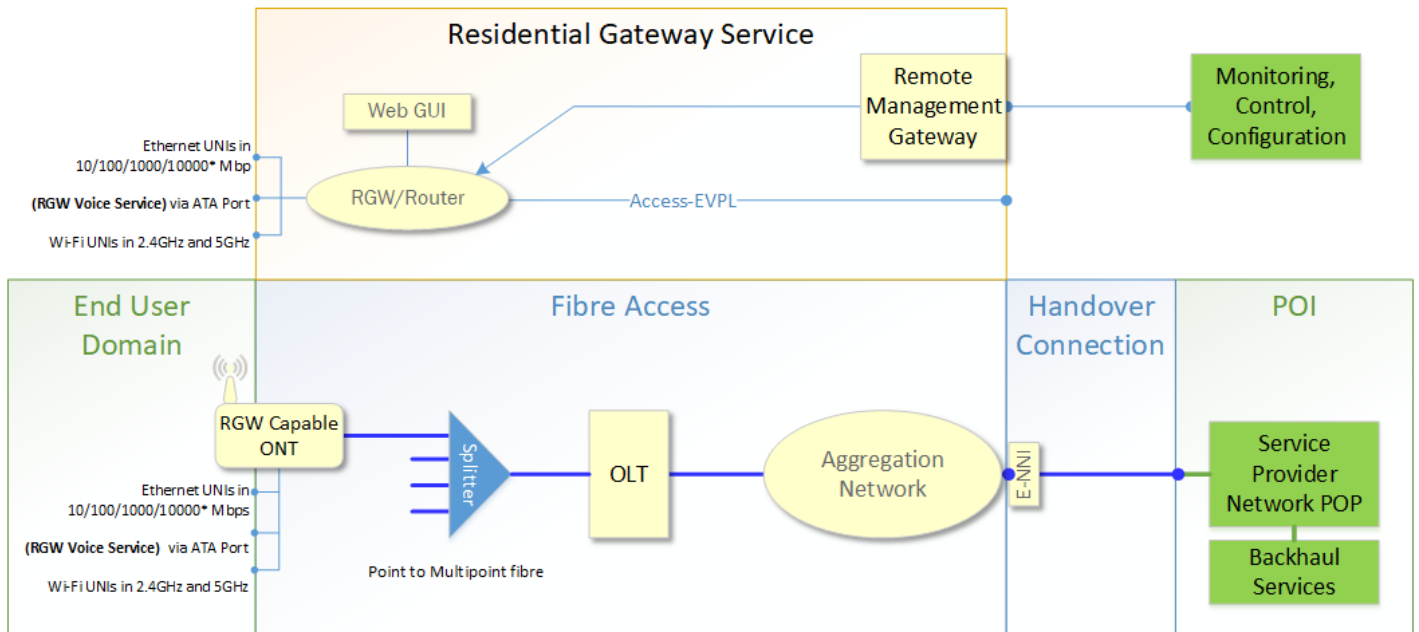 Residential Gateway Service
Web GUI
Remote
Management
Gateway
Monitoring,
Control,
Configuration
Ethernet UNIs in
10/100/1000/10000* Mbp
(RGW Voice Service) via ATA Port
Wi-Fi UNIs in 2.4GHz and 5GHz
RGW/Router
Access-EVPL
End User
Domain
Fibre Access
Handover
Connection
POI
RGW Capable
ONT
Splitter
OLT
Aggregation
Network
E-NNI
Service
Provider
Network POP
Ethernet UNIs in
10/100/1000/10000* Mbps
(RGW Voice Service) via ATA Port
Wi-Fi UNIs in 2.4GHz and 5GHz
Point to Multipoint fibre
Backhaul
Services